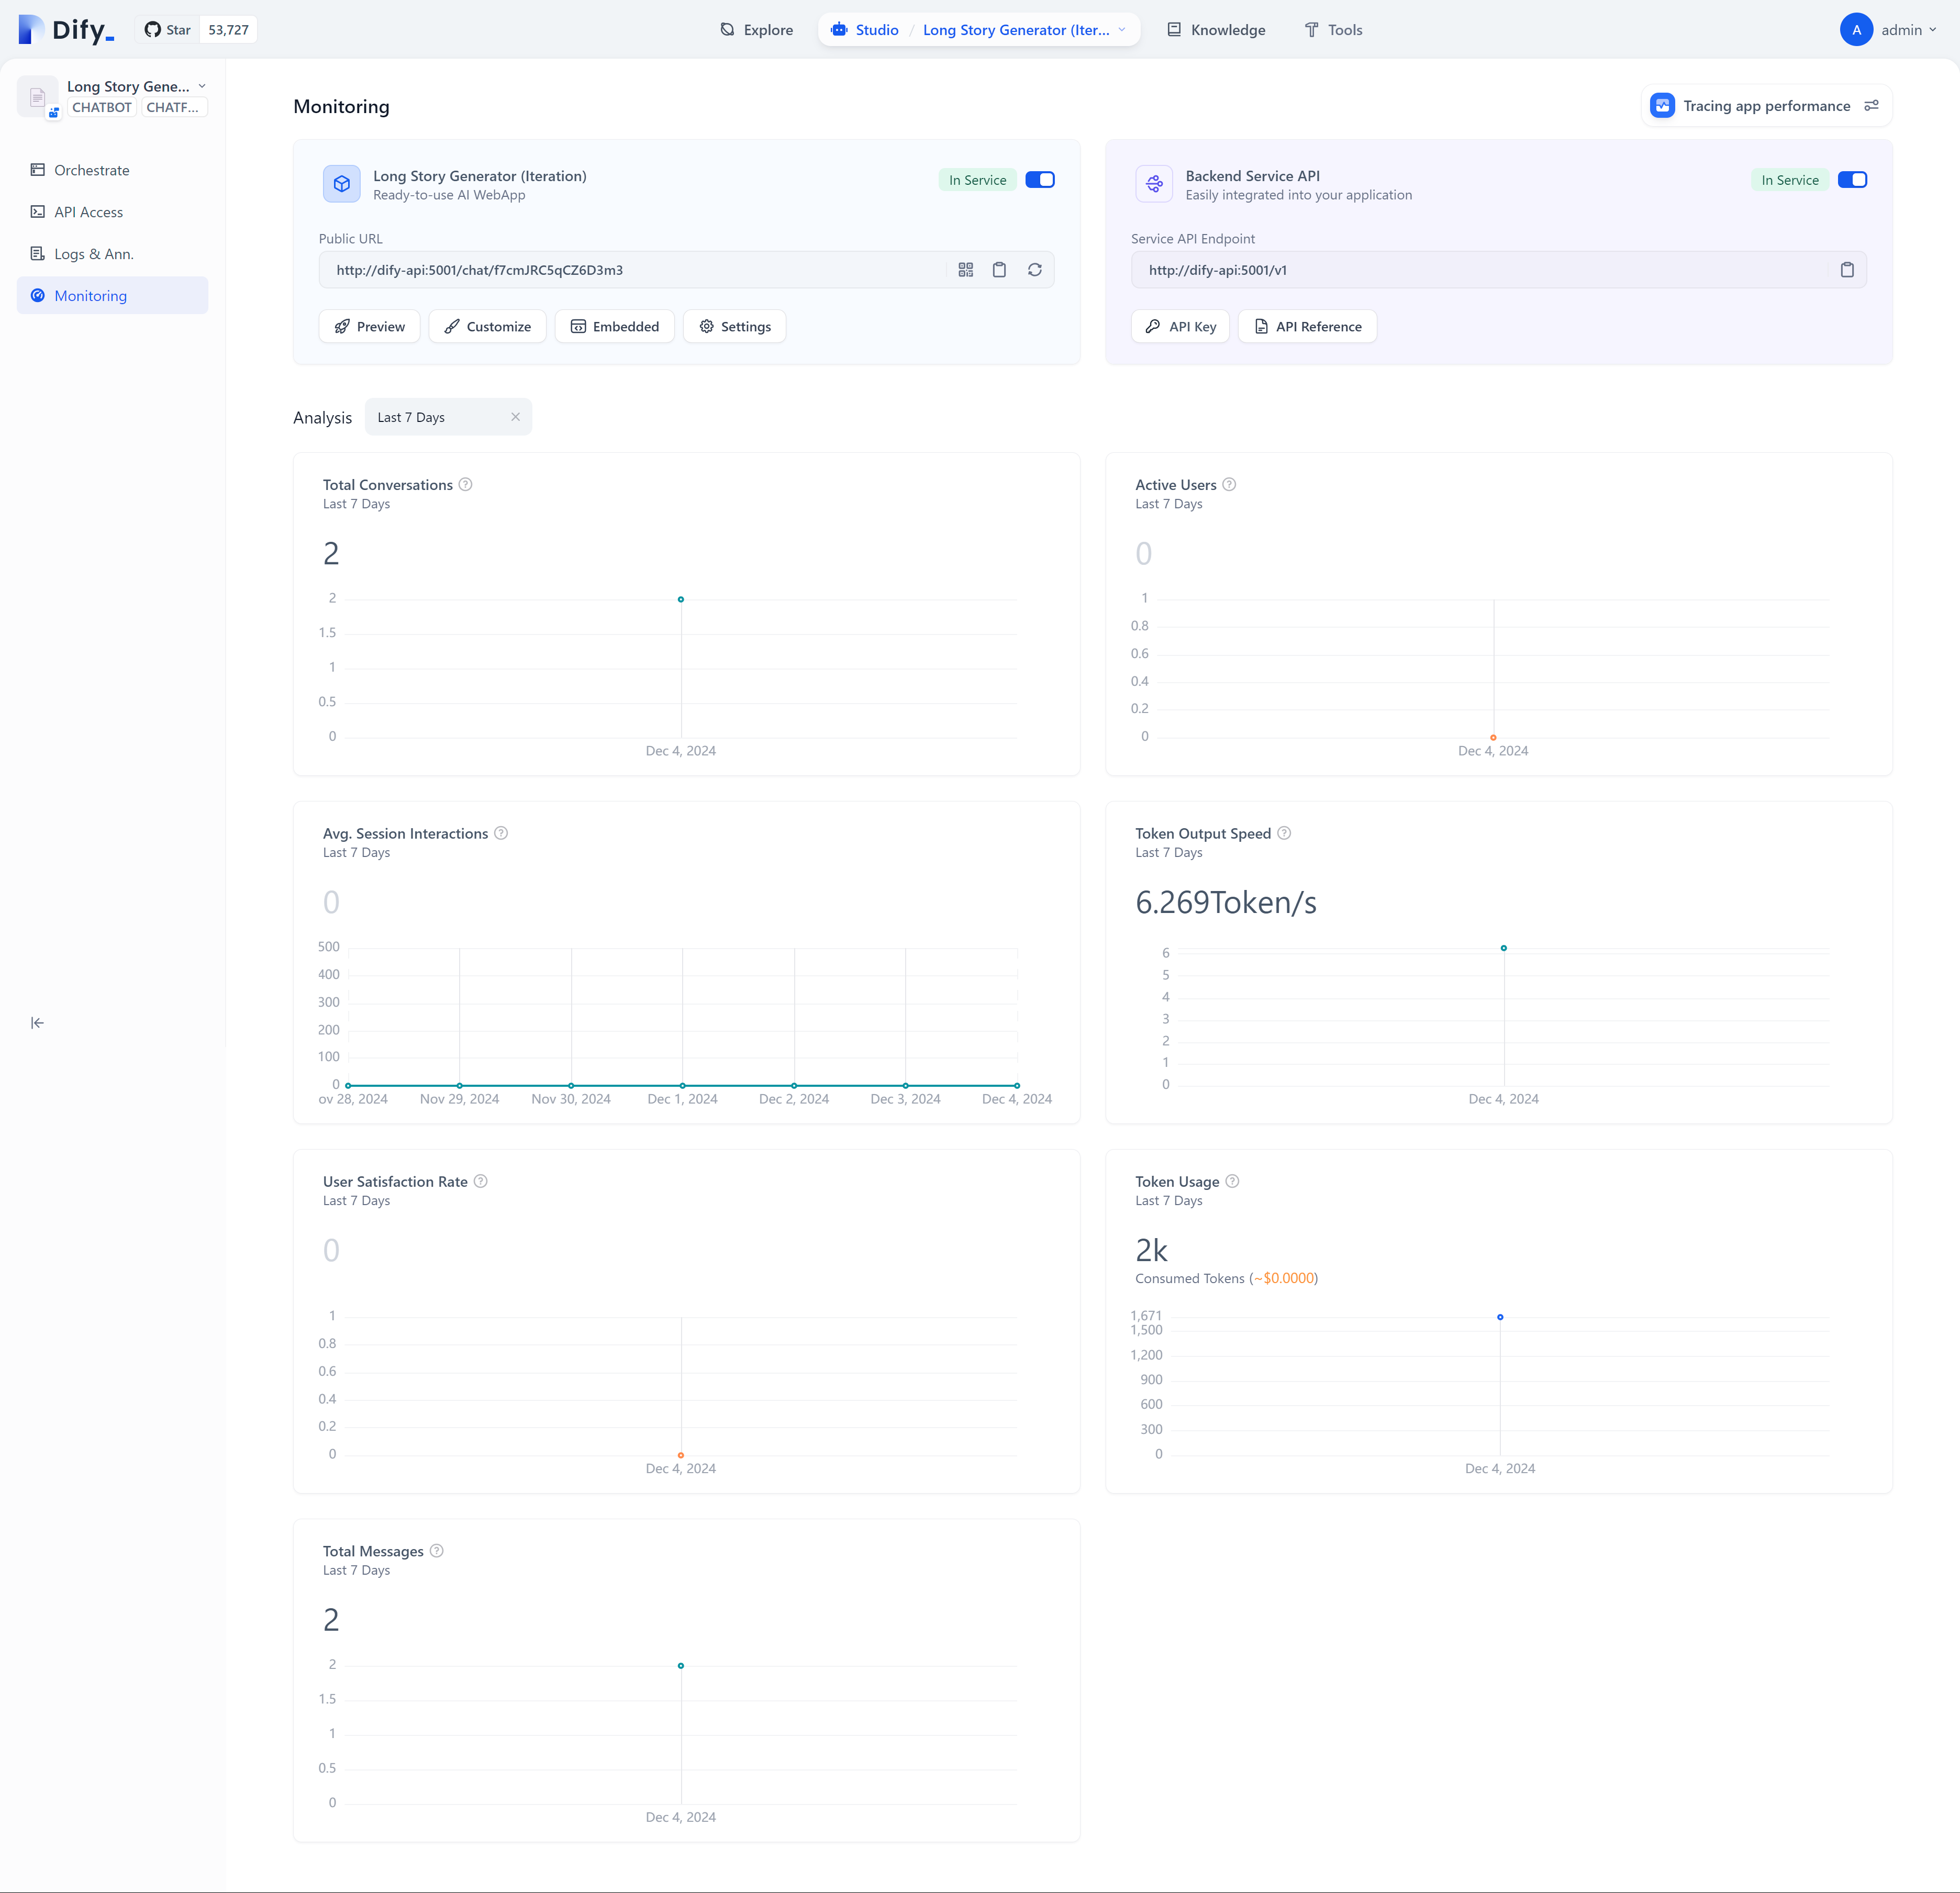 Dify_
Star 53,727
Explore
Studio / Long Story Generator (Iter...
Knowledge
Tools
A admin
Long Story Gene...
CHATBOT CHATF...
Orchestrate
API Access
Logs & Ann.
Monitoring
Monitoring
Tracing app performance
Long Story Generator (Iteration)
Ready-to-use AI WebApp
In Service
Public URL
http://dify-api:5001/chat/f7cmJRC5qCZ6D3m3
Preview Customize Embedded Settings
Backend Service API
Easily integrated into your application
In Service
Service API Endpoint
http://dify-api:5001/v1
API Key API Reference
Analysis Last 7 Days
Total Conversations
Last 7 Days
2
2
1.5
1
0.5
0
Dec 4, 2024
Active Users
Last 7 Days
0
1
0.8
0.6
0.4
0.2
0
Dec 4, 2024
Avg. Session Interactions
Last 7 Days
0
500
400
300
200
100
0
ov 28, 2024 Nov 29, 2024 Nov 30, 2024 Dec 1, 2024 Dec 2, 2024 Dec 3, 2024 Dec 4, 2024
Token Output Speed
Last 7 Days
6.269Token/s
6
5
4
3
2
1
0
Dec 4, 2024
User Satisfaction Rate
Last 7 Days
0
1
0.8
0.6
0.4
0.2
0
Dec 4, 2024
Token Usage
Last 7 Days
2k
Consumed Tokens (~$0.0000)
1,671
1,500
1,200
900
600
300
0
Dec 4, 2024
Total Messages
Last 7 Days
2
2
1.5
1
0.5
0
Dec 4, 2024